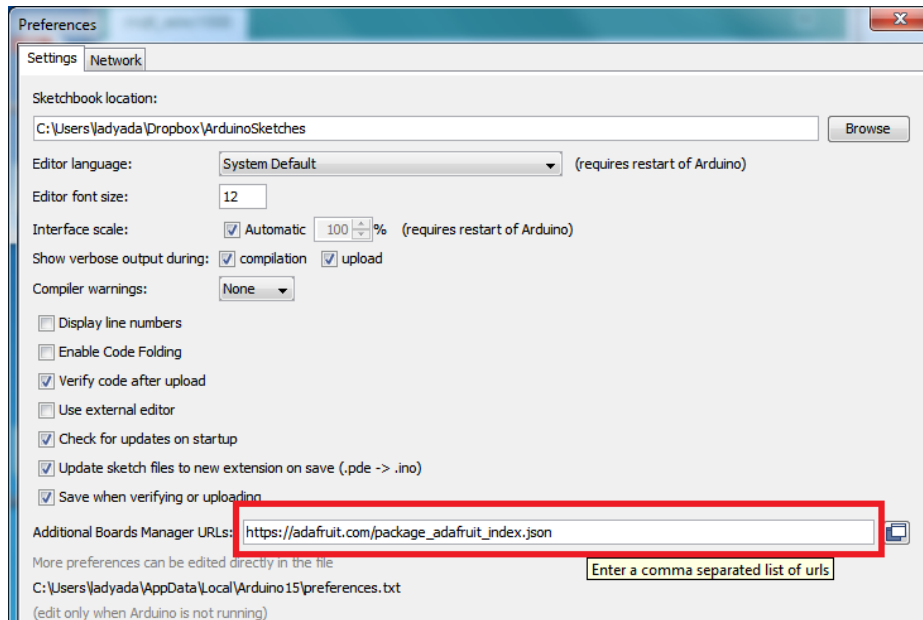 Preferences
Settings Network
Sketchbook location:
C:\Users\ladyada\Dropbox\ArduinoSketches Browse
Editor language: System Default (requires restart of Arduino)
Editor font size: 12
Interface scale: Automatic 100 % (requires restart of Arduino)
Show verbose output during: compilation upload
Compiler warnings: None
Display line numbers
Enable Code Folding
Verify code after upload
Use external editor
Check for updates on startup
Update sketch files to new extension on save (.pde -> .ino)
Save when verifying or uploading
Additional Boards Manager URLs: https://adafruit.com/package_adafruit_index.json
More preferences can be edited directly in the file
Enter a comma separated list of urls
C:\Users\ladyada\AppData\Local\Arduino15\preferences.txt
(edit only when Arduino is not running)